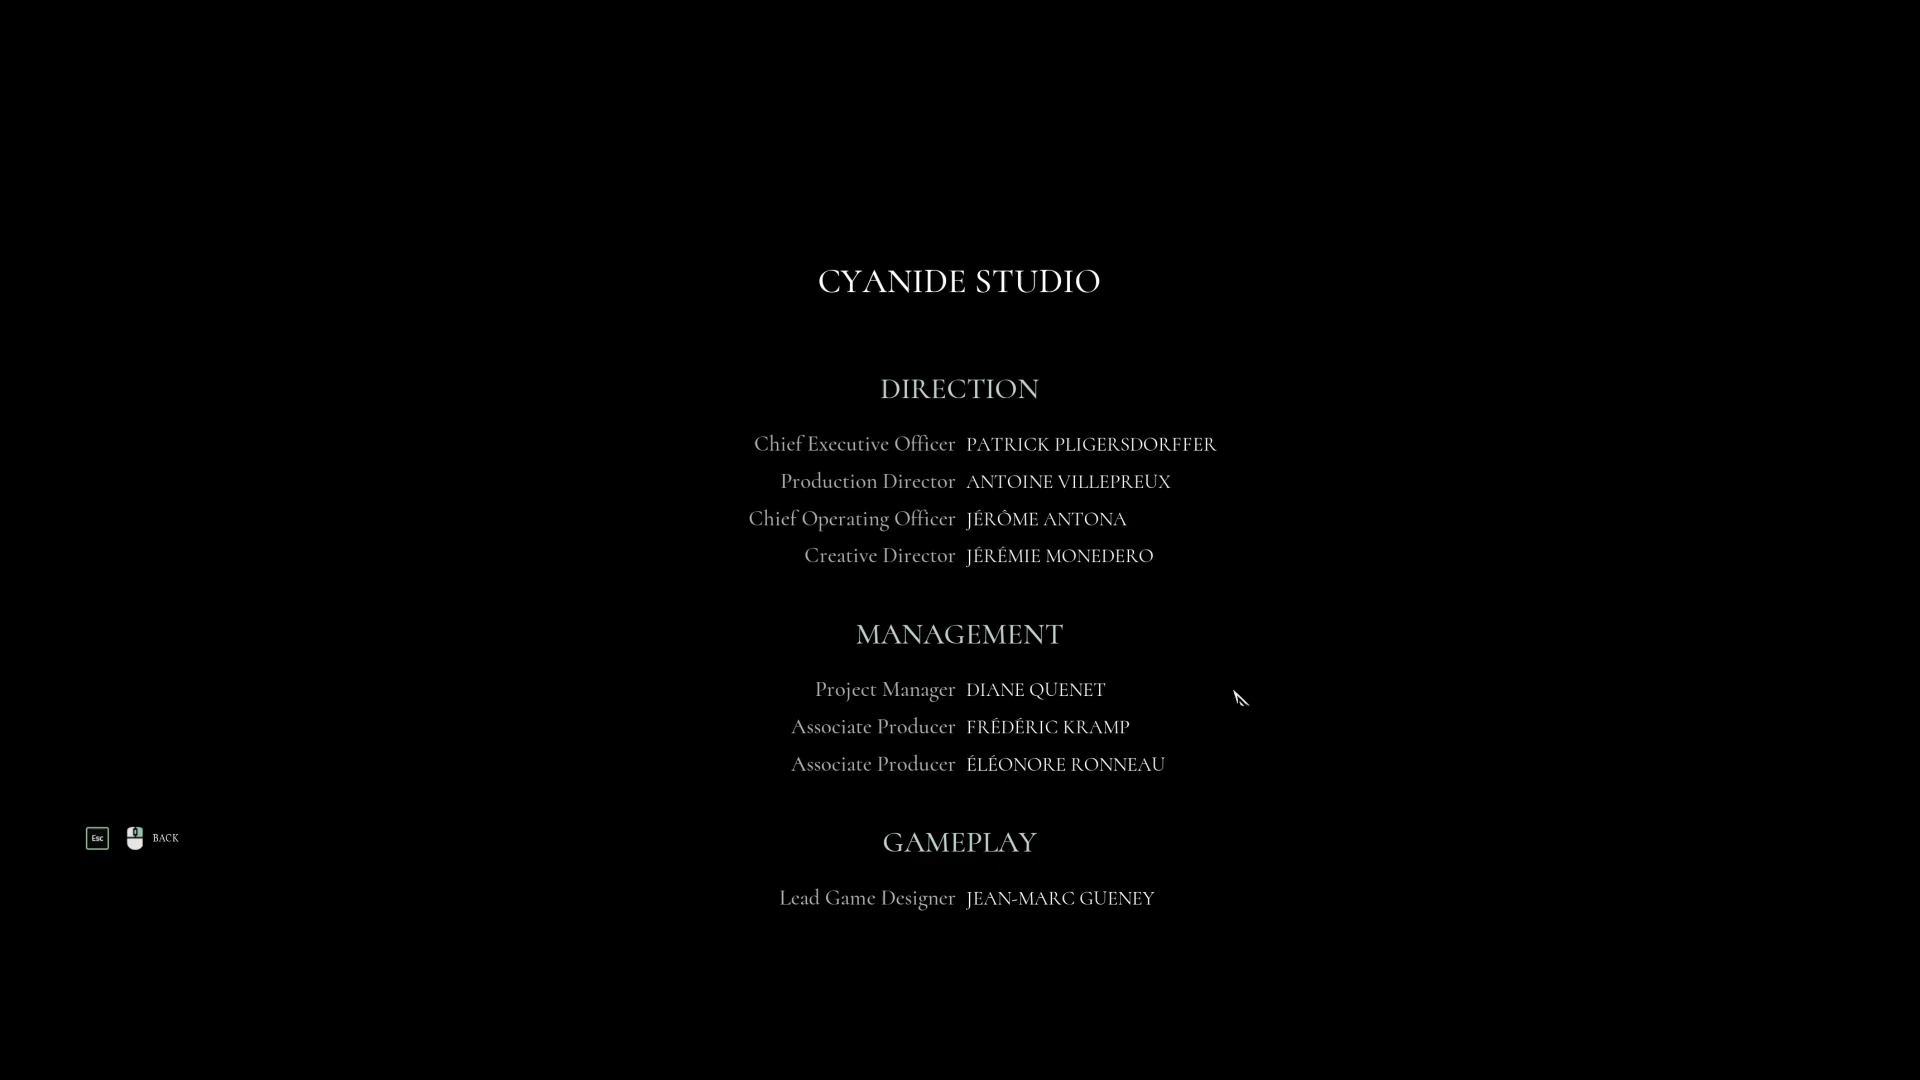 CYANIDE STUDIO
DIRECTION
Chief Executive Officer PATRICK PLIGERSDORFFER
Production Director ANTOINE VILLEPREUX
Chief Operating Officer JÉRÔME ANTONA
Creative Director JÉRÉMIE MONEDERO
MANAGEMENT
Project Manager DIANE QUENET
Associate Producer FRÉDÉRIC KRAMP
Associate Producer ÉLÉONORE RONNEAU
Esc BACK
GAMEPLAY
Lead Game Designer JEAN-MARC GUENEY